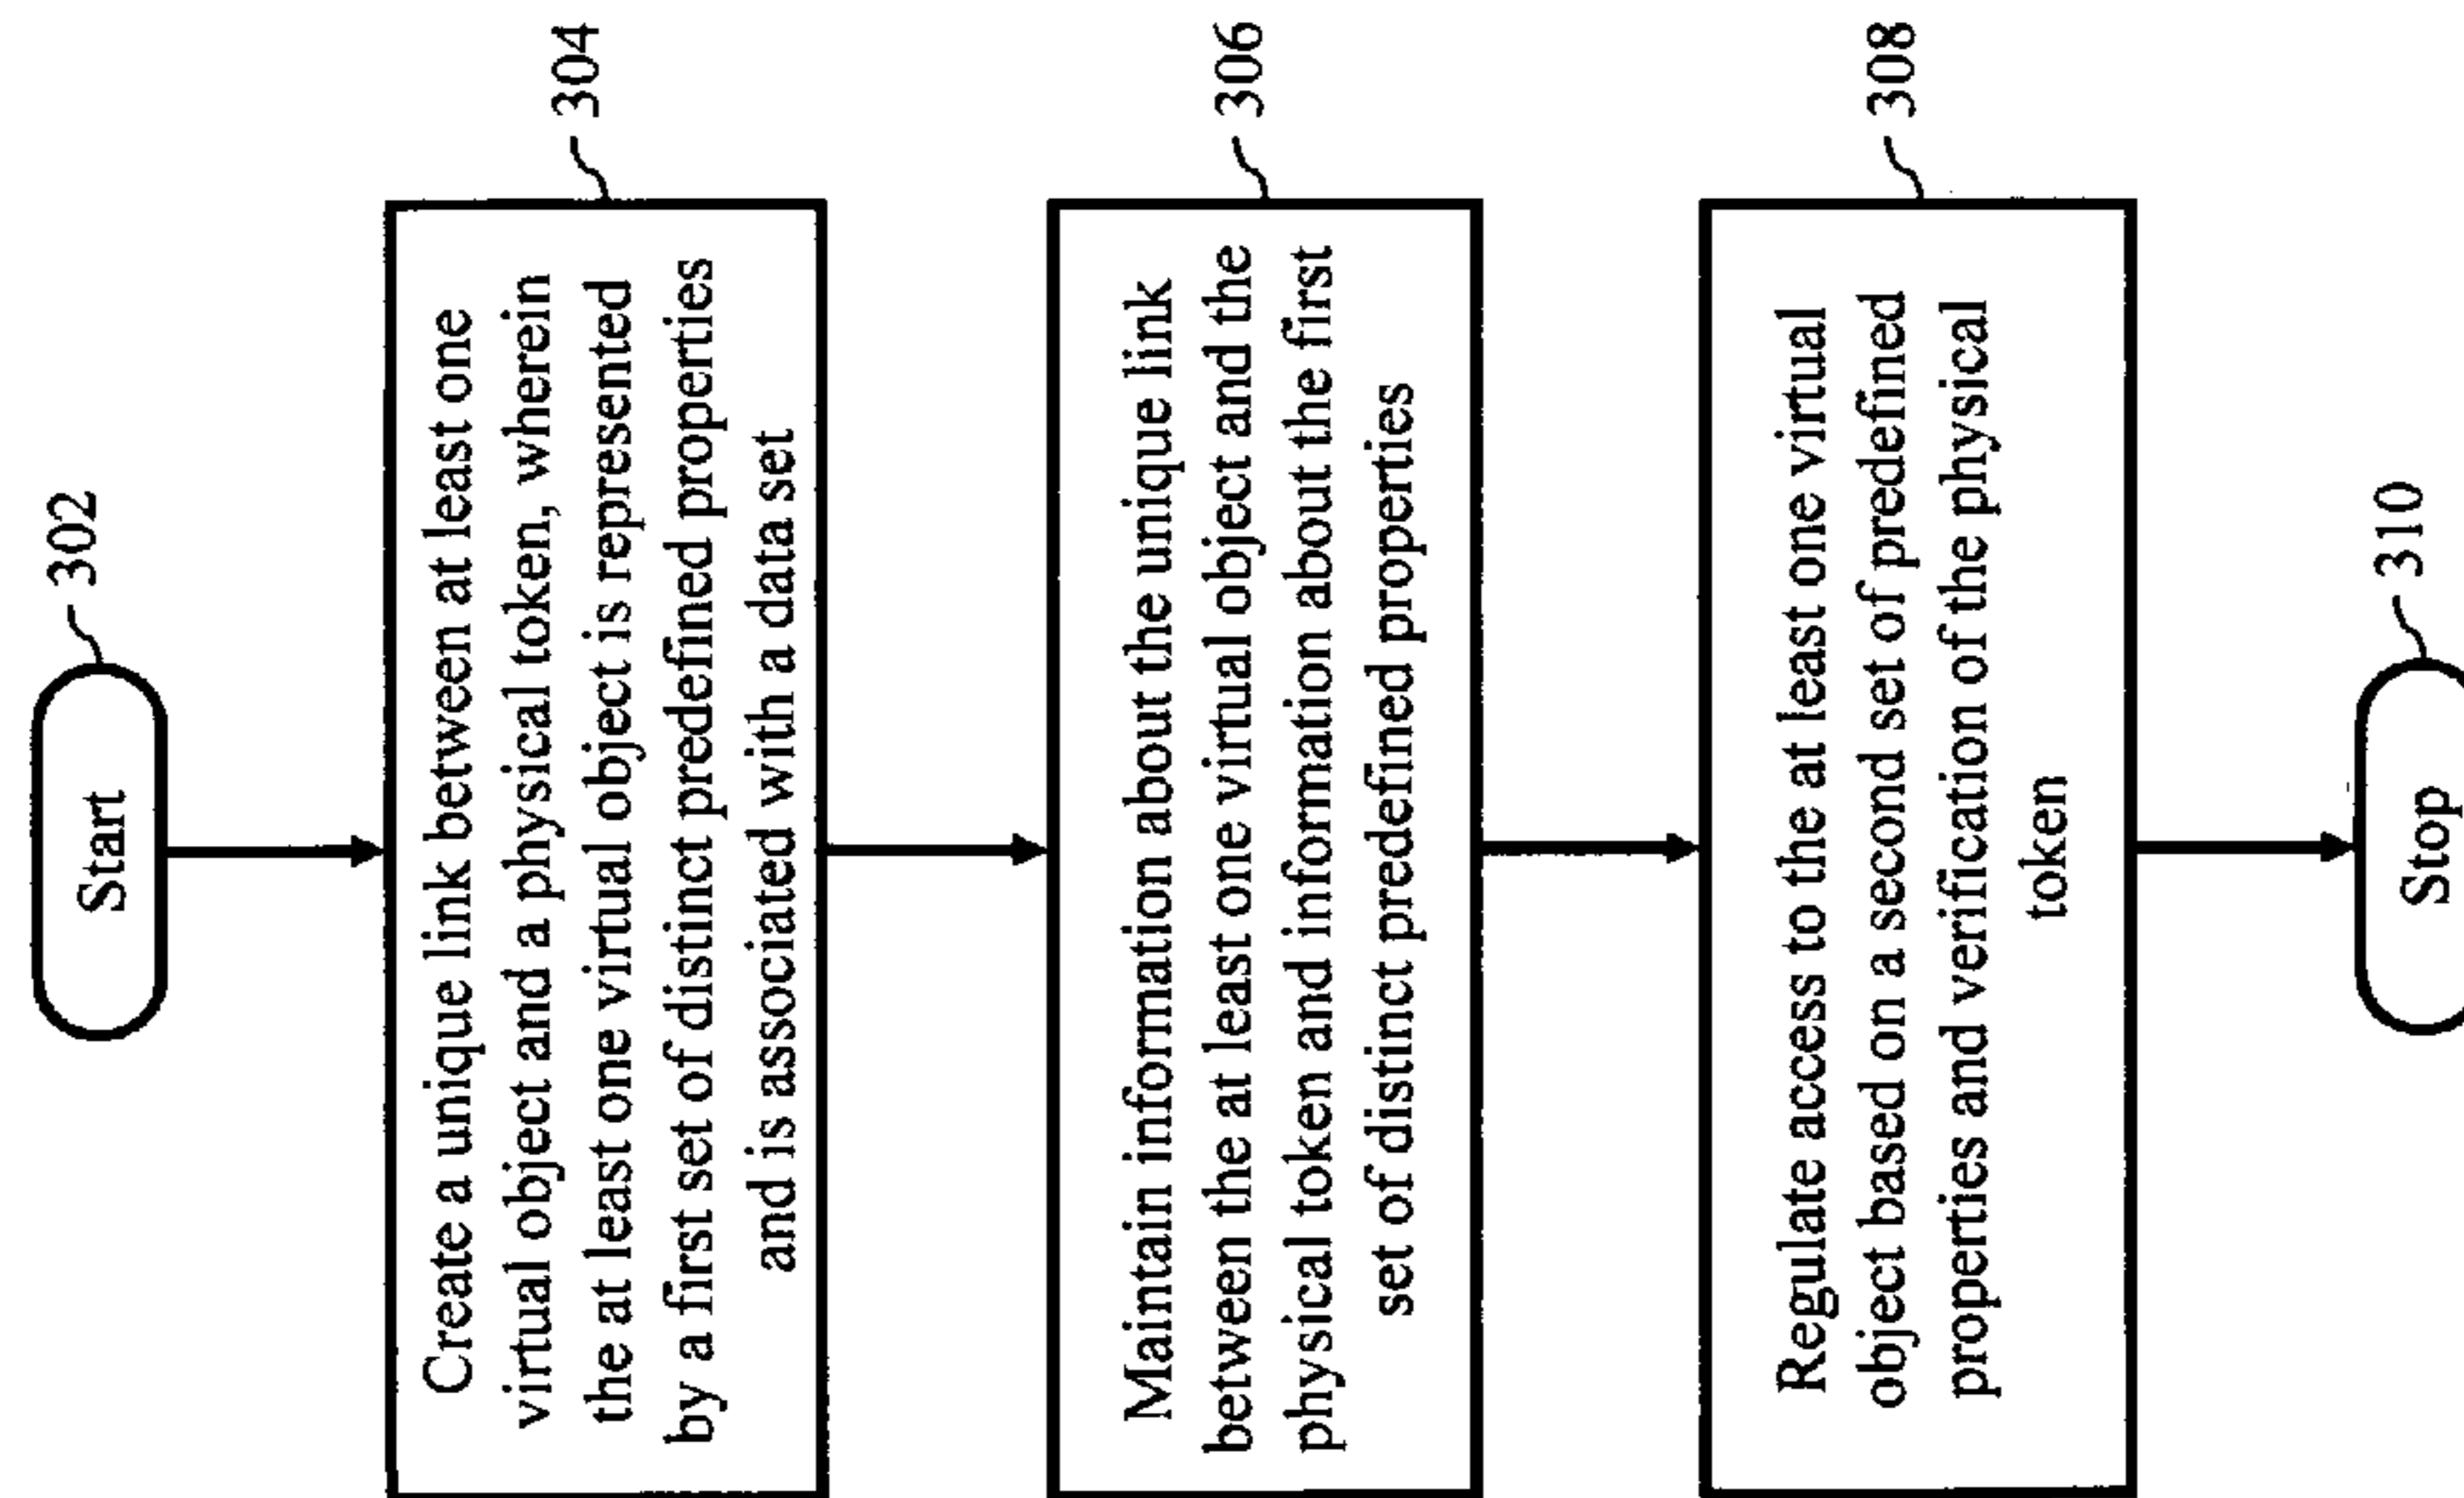 302
Start
304
Create a unique link between at least one
virtual object and a physical token, wherein
the at least one virtual object is represented
by a first set of distinct predefined properties
and is associated with a data set
306
Maintain information about the unique link
between the at least one virtual object and the
physical token and information about the first
set of distinct predefined properties
308
Regulate access to the at least one virtual
object based on a second set of predefined
properties and verification of the physical
token
310
Stop